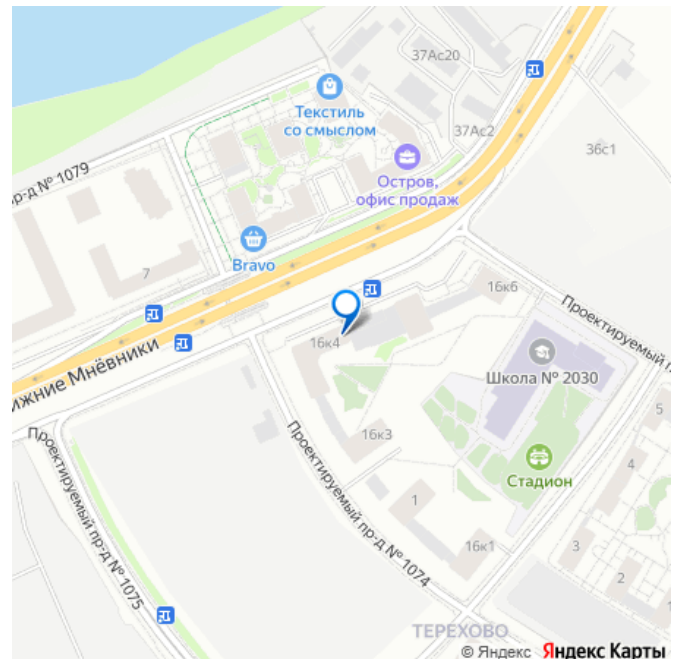 37Ас20
Текстиль
со смыслом
37Ас2
36с1
пр-д № 1079
Остров,
офис продаж
Bravo
7
16к6
Проектируемый п
16к4
Школа № 2030
ижние Мнёвники
5
16к3
Стадион
4
Проектируемый пр-д № 1074
Проектируемый пр-д № 1075
1
16к1
3
2
ТЕРЕХОВО
© Яндекс Яндекс Карты